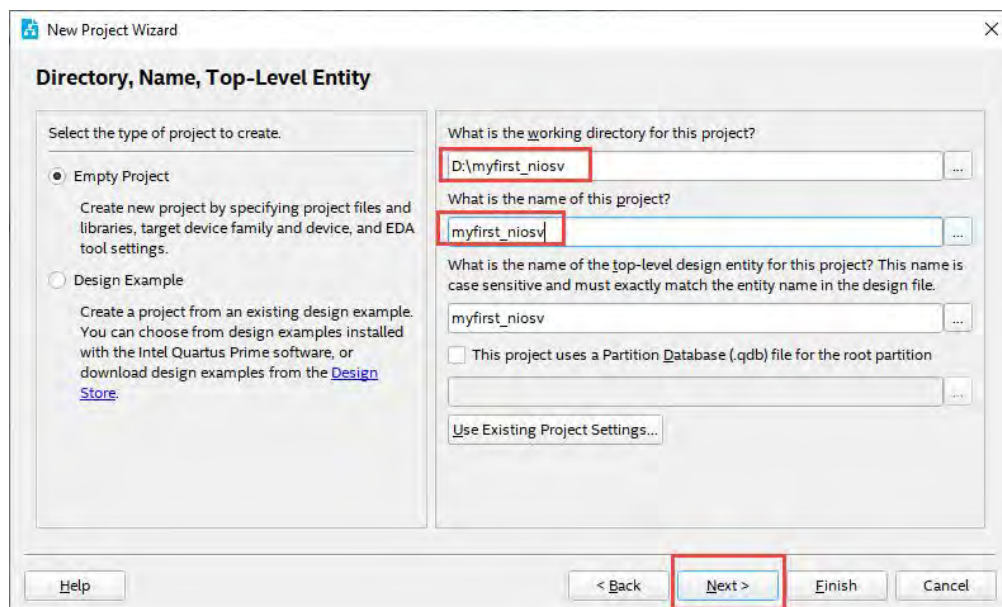 New Project Wizard
Directory, Name, Top-Level Entity
Select the type of project to create.
Empty Project
Create new project by specifying project files and
libraries, target device family and device, and EDA
tool settings.
Design Example
Create a project from an existing design example.
You can choose from design examples installed
with the Intel Quartus Prime software, or
download design examples from the Design
Store.
What is the working directory for this project?
D:\myfirst_niosv
...
What is the name of this project?
myfirst_niosv
...
What is the name of the top-level design entity for this project? This name is
case sensitive and must exactly match the entity name in the design file.
myfirst_niosv
...
This project uses a Partition Database (.qdb) file for the root partition
...
Use Existing Project Settings...
Help
< Back
Next >
Finish
Cancel